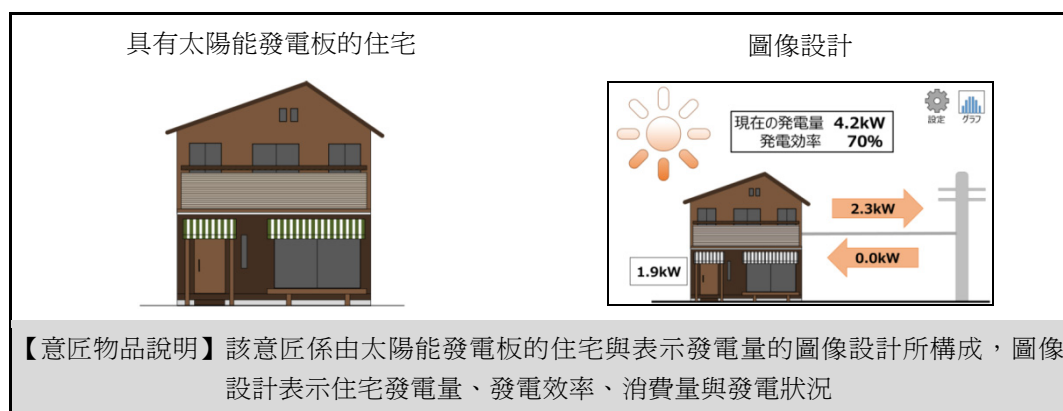 具有太陽能發電板的住宅
圖像設計
現在の発電量 4.2kW
発電効率 70%
設定
グラフ
2.3kW
0.0kW
1.9kW
【意匠物品說明】該意匠係由太陽能發電板的住宅與表示發電量的圖像設計所構成，圖像
設計表示住宅發電量、發電效率、消費量與發電狀況